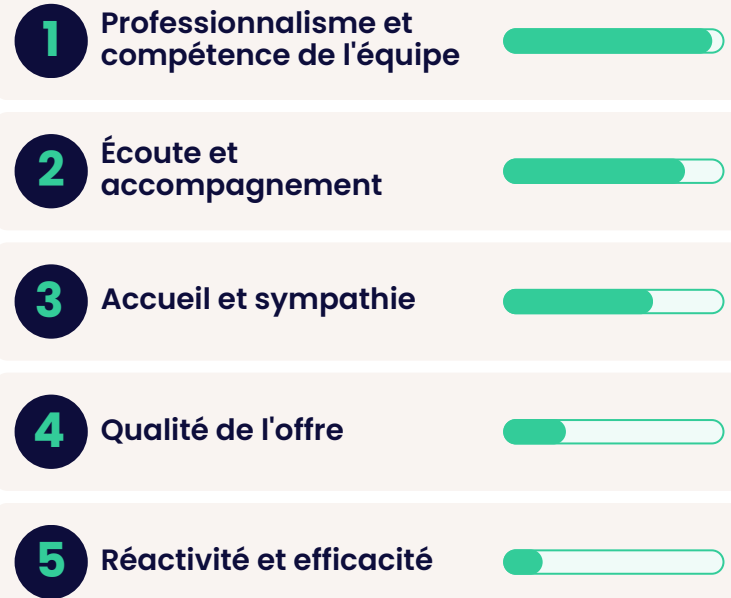 1
Professionnalisme et
compétence de l'équipe
2
Écoute et
accompagnement
3
Accueil et sympathie
4
Qualité de l'offre
5
Réactivité et efficacité